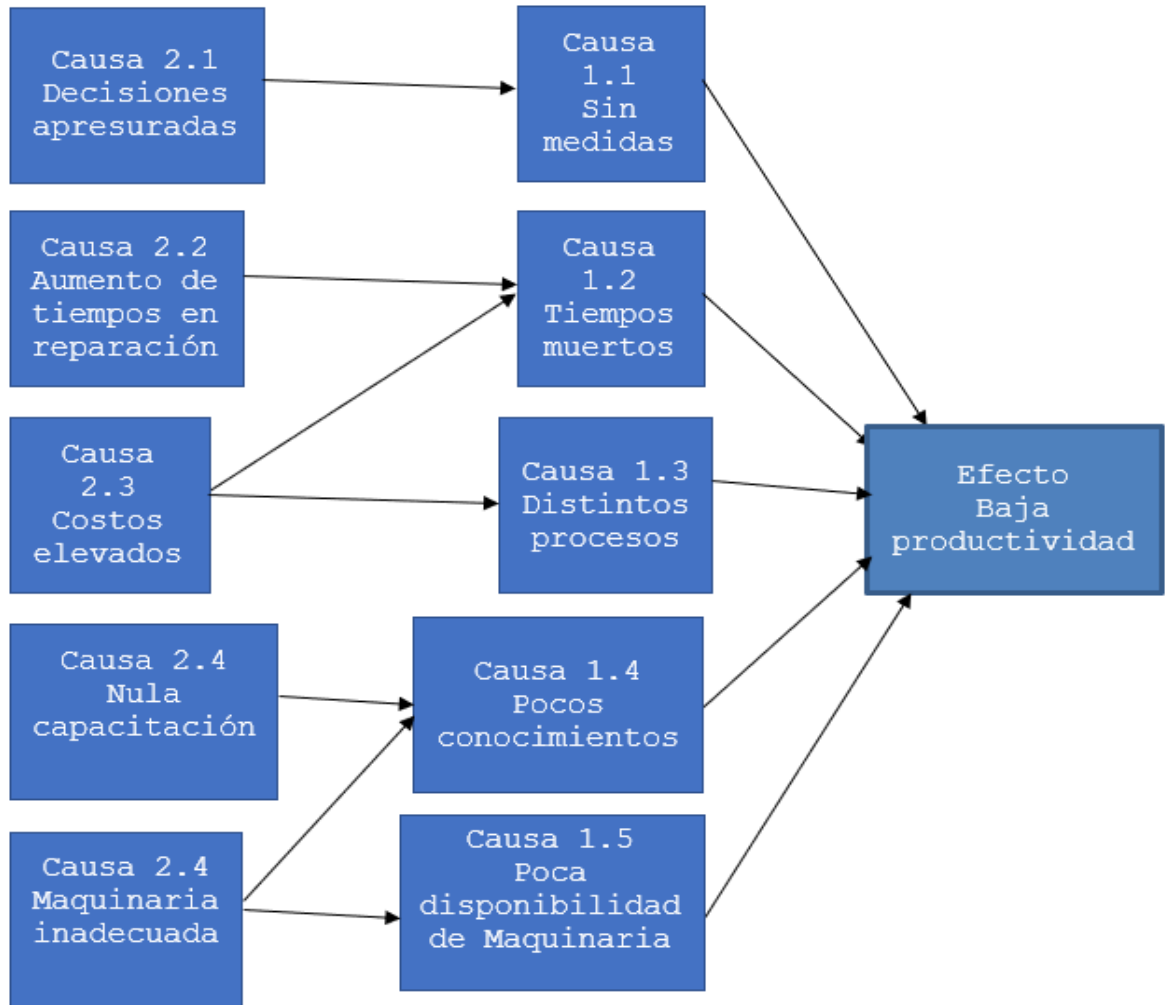 Causa 2.1
Decisiones
apresuradas
Causa
1.1
Sin
medidas
Causa 2.2
Aumento de
tiempos en
reparación
Causa
1.2
Tiempos
muertos
Causa
2.3
Costos
elevados
Causa 1.3
Distintos
procesos
Efecto
Baja
productividad
Causa 2.4
Nula
capacitación
Causa 1.4
Pocos
conocimientos
Causa 2.4
Maquinaria
inadecuada
Causa 1.5
Poca
disponibilidad
de Maquinaria